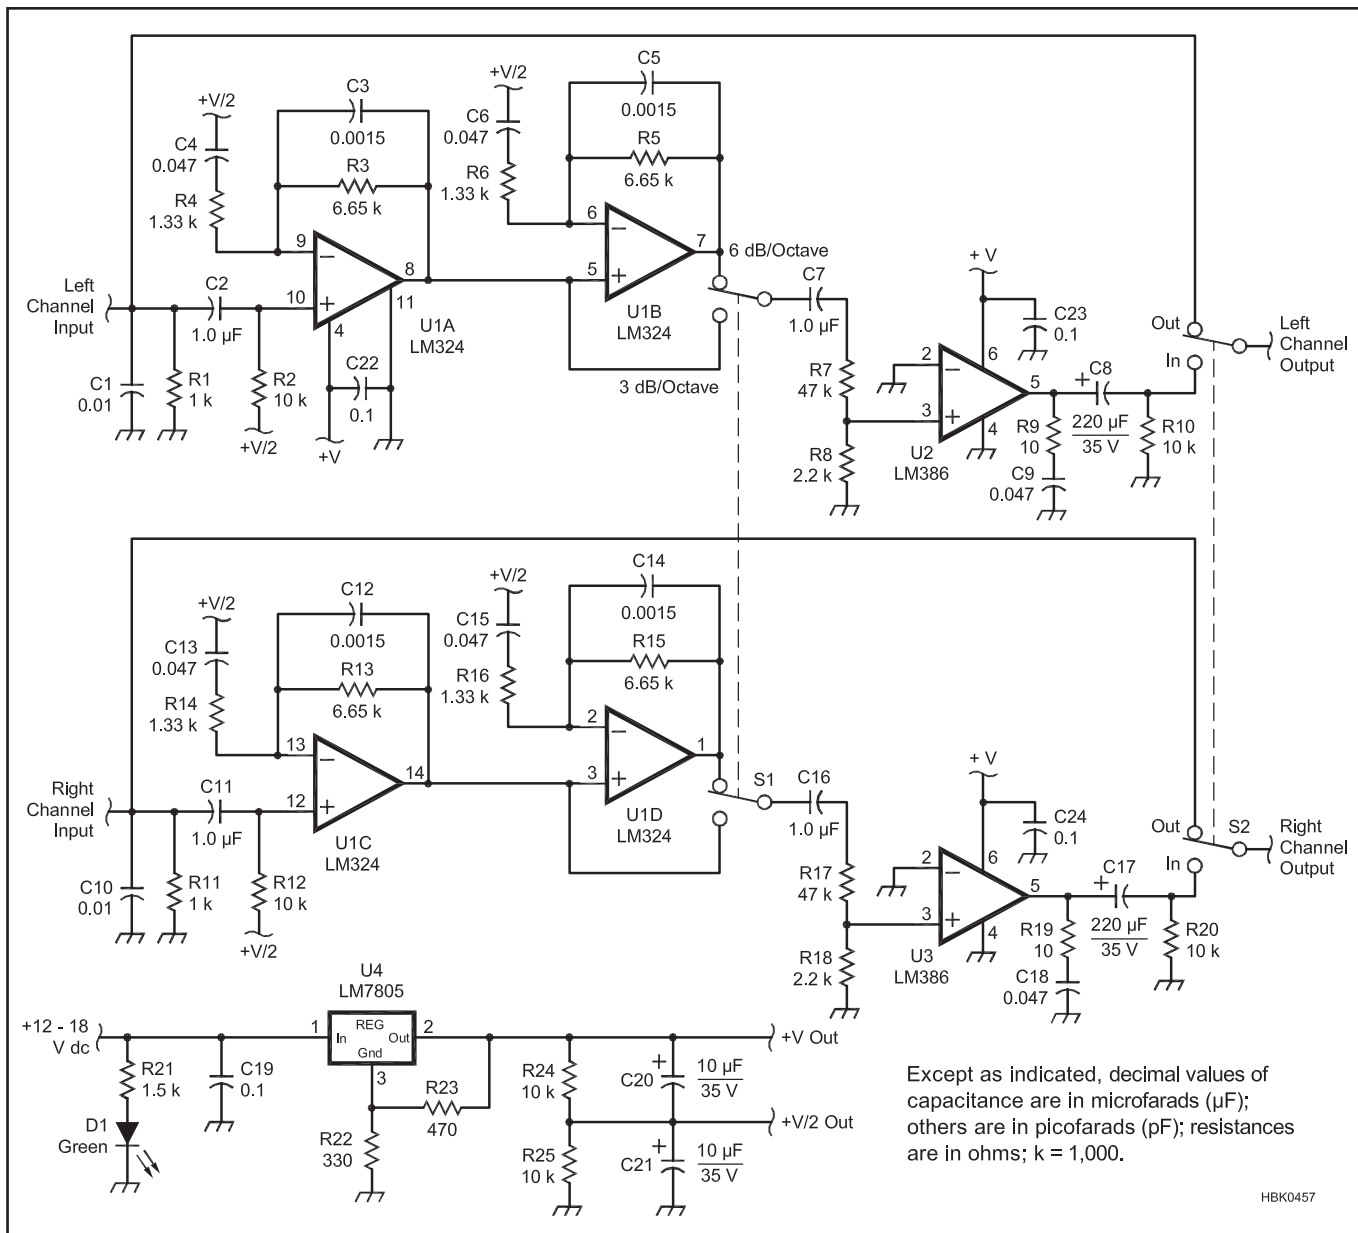 +V/2
C4
0.047
R4
1.33 k
C3
0.0015
R3
6.65 k
9
8
10
11
4
U1A
LM324
Left
Channel
Input
C2
1.0 µF
C1
0.01
R1
1 k
R2
10 k
+V/2
C22
0.1
+V
+V/2
C6
0.047
R6
1.33 k
C5
0.0015
R5
6.65 k
6
7
5
U1B
LM324
6 dB/Octave
3 dB/Octave
C7
1.0 µF
R7
47 k
R8
2.2 k
+ V
C23
0.1
2
6
3
5
4
U2
LM386
R9
10
C9
0.047
+
C8
220 µF
35 V
R10
10 k
Out
In
Left
Channel
Output
+V/2
C13
0.047
R14
1.33 k
C12
0.0015
R13
6.65 k
13
14
12
U1C
LM324
Right
Channel
Input
C11
1.0 µF
C10
0.01
R11
1 k
R12
10 k
+V/2
+V/2
C15
0.047
R16
1.33 k
C14
0.0015
R15
6.65 k
2
1
3
U1D
LM324
S1
C16
1.0 µF
R17
47 k
R18
2.2 k
+ V
C24
0.1
2
6
3
5
4
U3
LM386
R19
10
C18
0.047
+
C17
220 µF
35 V
R20
10 k
Out
In
S2
Right
Channel
Output
U4
LM7805
+12 - 18
V dc
1
REG
In
Out
Gnd
2
3
R21
1.5 k
D1
Green
C19
0.1
R22
330
R23
470
R24
10 k
R25
10 k
+
C20
10 µF
35 V
+
C21
10 µF
35 V
+V Out
+V/2 Out
Except as indicated, decimal values of
capacitance are in microfarads (µF);
others are in picofarads (pF); resistances
are in ohms; k = 1,000.
HBK0457